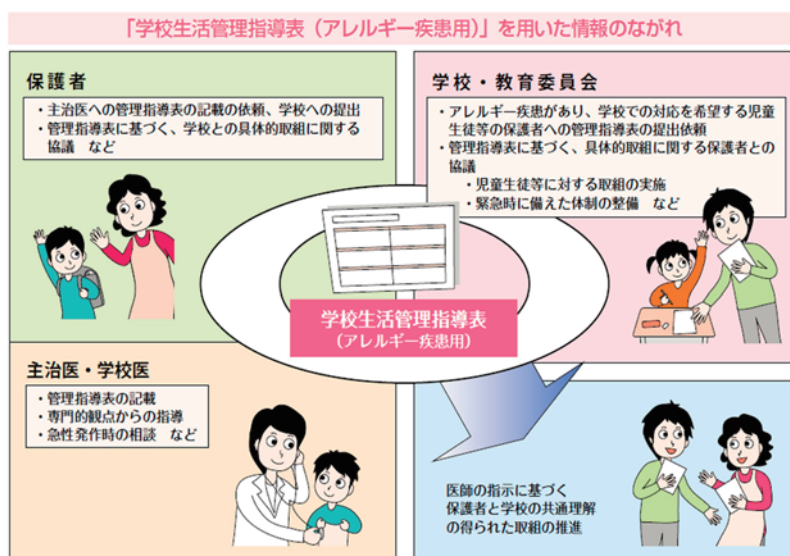 「学校生活管理指導表（アレルギー疾患用）」を用いた情報のながれ
保護者
・主治医への管理指導表の記載の依頼、学校への提出
・管理指導表に基づく、学校との具体的取組に関する
協議　など
学校・教育委員会
・アレルギー疾患があり、学校での対応を希望する児童
生徒等の保護者への管理指導表の提出依頼
・管理指導表に基づく、具体的取組に関する保護者との
協議
・児童生徒等に対する取組の実施
・緊急時に備えた体制の整備　など
学校生活管理指導表
（アレルギー疾患用）
主治医・学校医
・管理指導表の記載
・専門的観点からの指導
・急性発作時の相談　など
医師の指示に基づく
保護者と学校の共通理解
の得られた取組の推進